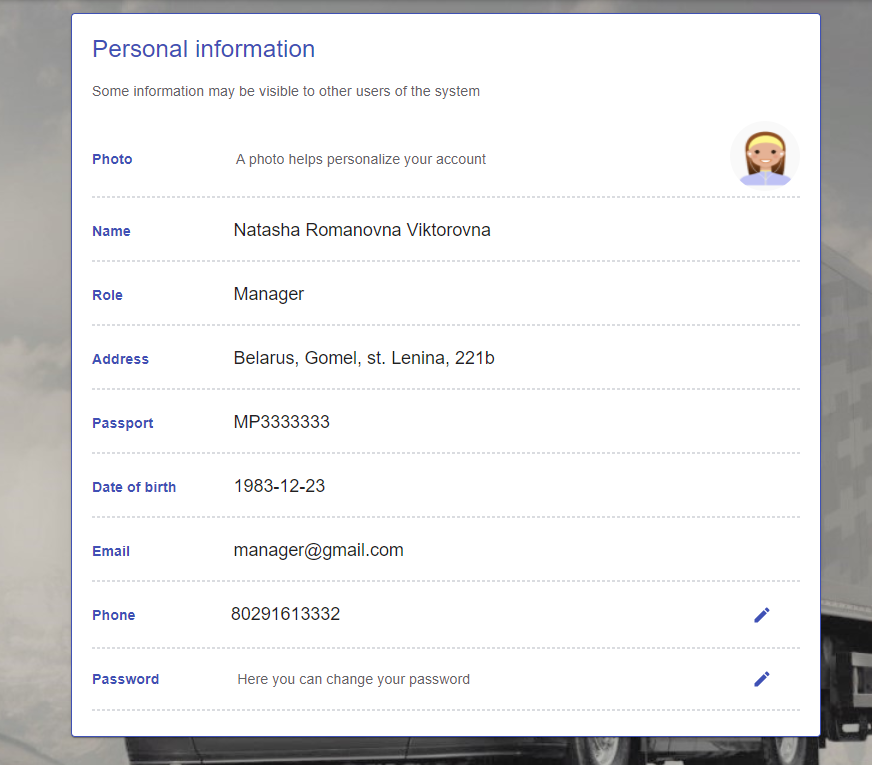 Personal information
Some information may be visible to other users of the system
Photo A photo helps personalize your account
Name Natasha Romanovna Viktorovna
Role Manager
Address Belarus, Gomel, st. Lenina, 221b
Passport MP3333333
Date of birth 1983-12-23
Email manager@gmail.com
Phone 80291613332
Password Here you can change your password